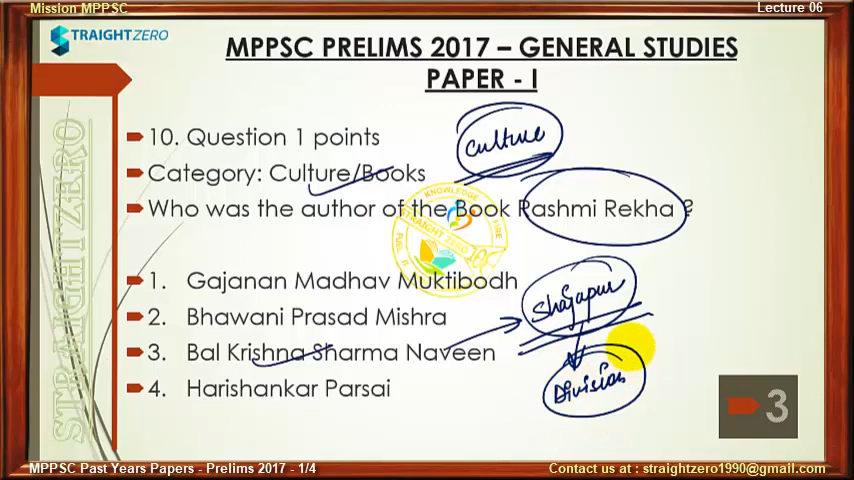 Mission MPPSC
Lecture 06
STRAIGHTZERO
MPPSC PRELIMS 2017 – GENERAL STUDIES
PAPER - I
10. Question 1 points
culture
Category: Culture/Books
Who was the author of the Book Rashmi Rekha ?
KNOWLEDGE
STRAIGHT ZERO
1. Gajanan Madhav Muktibodh
Shajapur
2. Bhawani Prasad Mishra
3. Bal Krishna Sharma Naveen
Division
4. Harishankar Parsai
STRAIGHTZERO
3
MPPSC Past Years Papers - Prelims 2017 - 1/4
Contact us at : straightzero1990@gmail.com